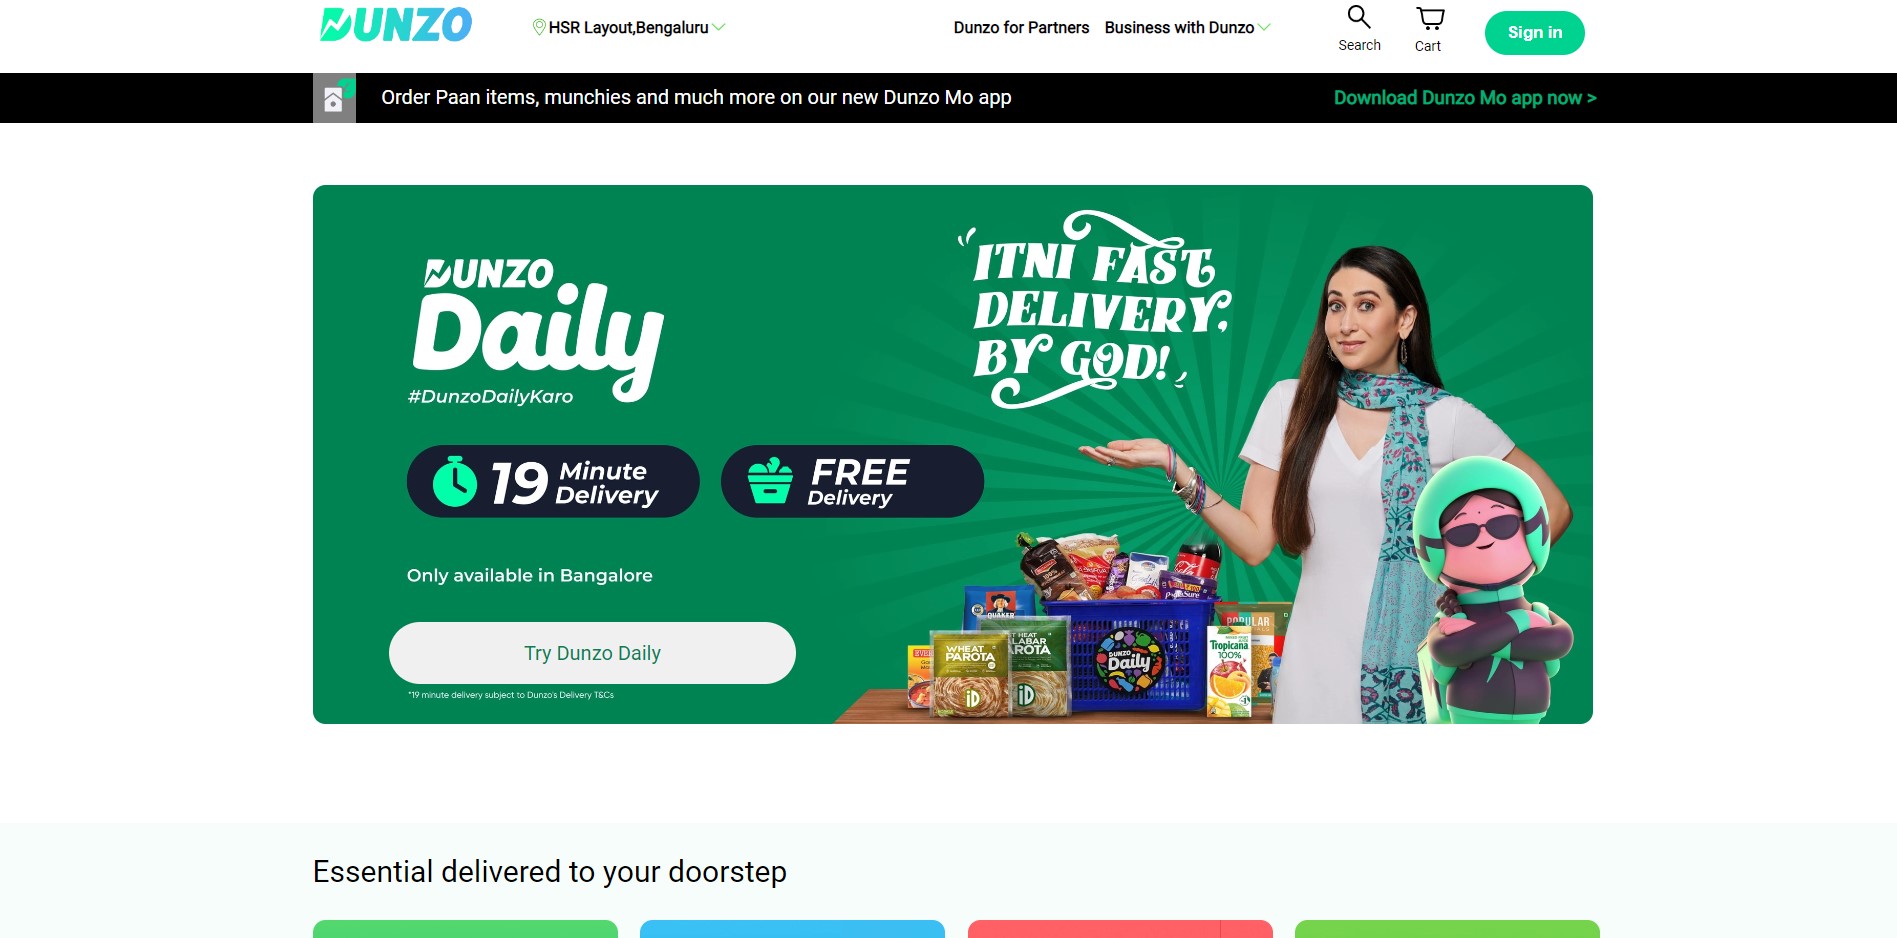 DUNZO
HSR Layout,Bengaluru
Dunzo for Partners
Business with Dunzo
Search
Cart
Sign in
Order Paan items, munchies and much more on our new Dunzo Mo app
Download Dunzo Mo app now >
DUNZO
Daily
#DunzoDailyKaro
"ITNI FAST
DELIVERY.
BY GOD!"
19 Minute
Delivery
FREE
Delivery
Only available in Bangalore
Try Dunzo Daily
*19 minute delivery subject to Dunzo's Delivery T&Cs
QUAKER
WHEAT
PAROTA
iD
iD
DUNZO
Daily
Tropicana
100%
Essential delivered to your doorstep